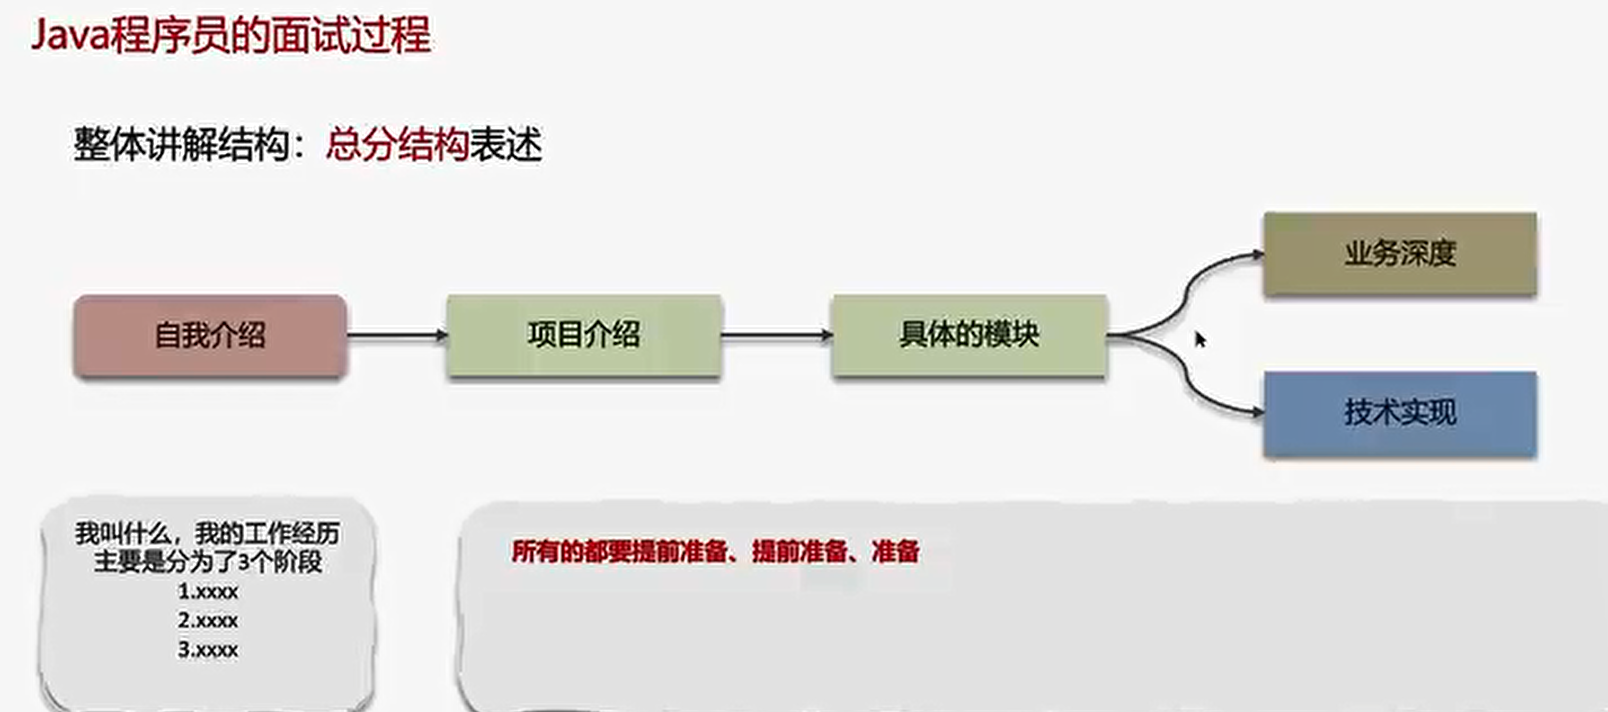 Java程序员的面试过程
整体讲解结构：总分结构表述
自我介绍
项目介绍
具体的模块
业务深度
技术实现
我叫什么，我的工作经历
主要是分为了3个阶段
1.xxxx
2.xxxx
3.xxxx
所有的都要提前准备、提前准备、准备